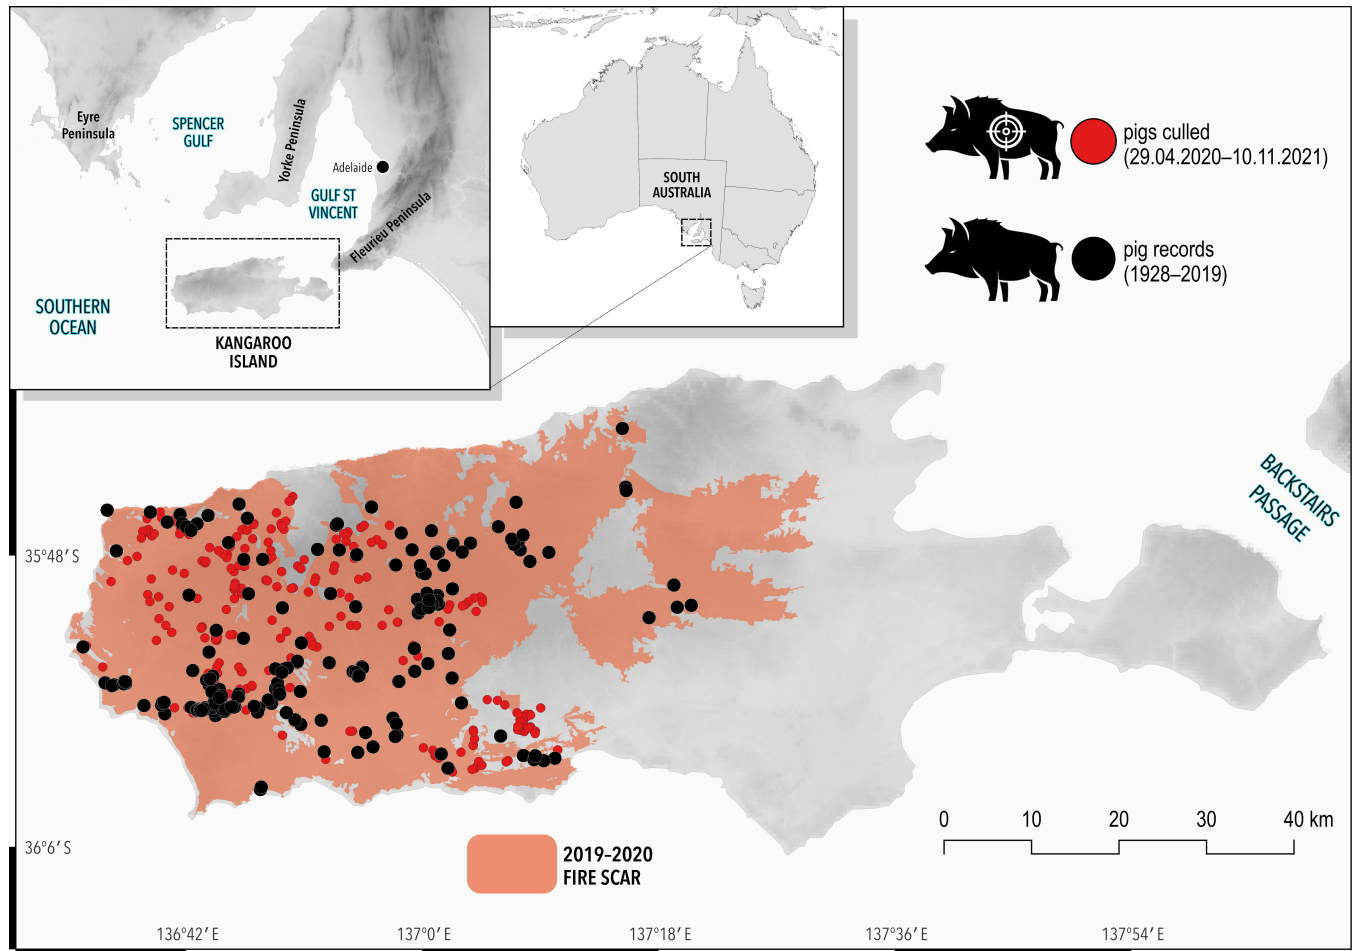 Eyre
Peninsula
SPENCER
GULF
Yorke Peninsula
Adelaide
GULF ST
VINCENT
Fleurieu Peninsula
SOUTHERN
OCEAN
KANGAROO
ISLAND
SOUTH
AUSTRALIA
pigs culled
(29.04.2020–10.11.2021)
pig records
(1928–2019)
BACKSTAIRS
PASSAGE
35°48′S
36°6′S
0 10 20 30 40 km
2019–2020
FIRE SCAR
136°42′E 137°0′E 137°18′E 137°36′E 137°54′E